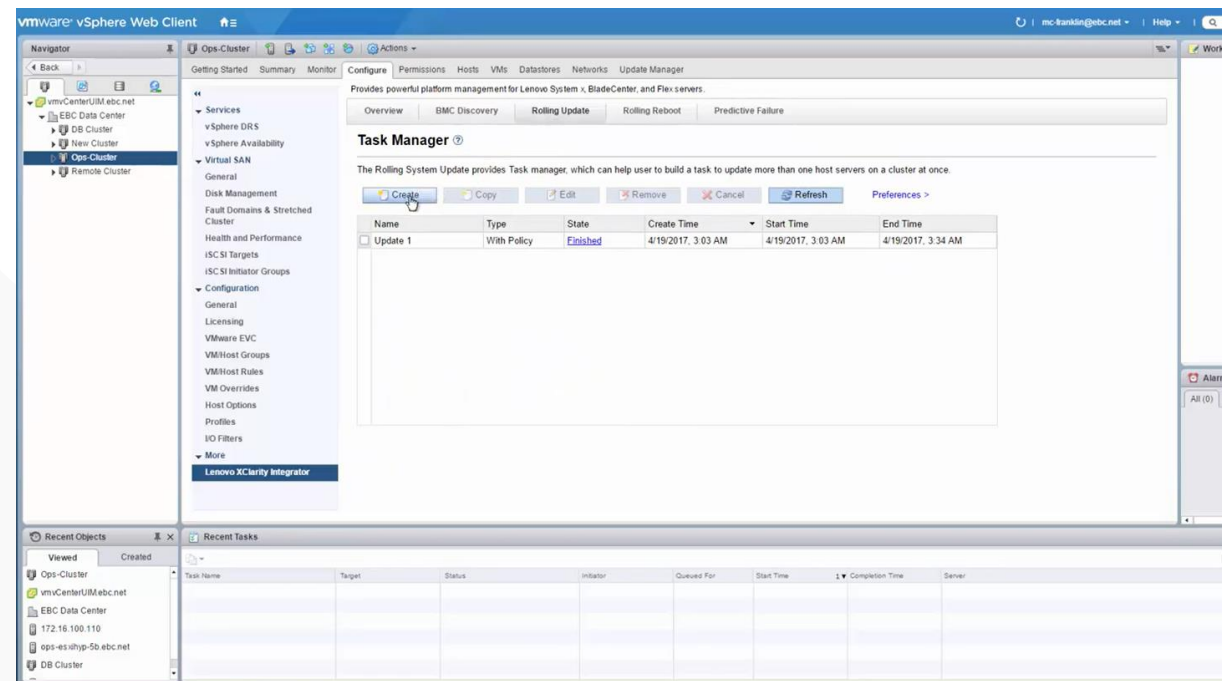 vmware vSphere Web Client
mc-franklin@ebc.net
Help
Navigator
Back
vmvCenterUIM.ebc.net
EBC Data Center
DB Cluster
New Cluster
Ops-Cluster
Remote Cluster
Ops-Cluster
Actions
Getting Started Summary Monitor Configure Permissions Hosts VMs Datastores Networks Update Manager
Services
vSphere DRS
vSphere Availability
Virtual SAN
General
Disk Management
Fault Domains & Stretched
Cluster
Health and Performance
iSCSI Targets
iSCSI Initiator Groups
Configuration
General
Licensing
VMware EVC
VM/Host Groups
VM/Host Rules
VM Overrides
Host Options
Profiles
I/O Filters
More
Lenovo XClarity Integrator
Provides powerful platform management for Lenovo System x, BladeCenter, and Flex servers.
Overview BMC Discovery Rolling Update Rolling Reboot Predictive Failure
Task Manager
The Rolling System Update provides Task manager, which can help user to build a task to update more than one host servers on a cluster at once.
Create Copy Edit Remove Cancel Refresh Preferences >
Name Type State Create Time Start Time End Time
Update 1 With Policy Finished 4/19/2017, 3:03 AM 4/19/2017, 3:03 AM 4/19/2017, 3:34 AM
Work
Alar
All (0)
Recent Objects
Viewed Created
Ops-Cluster
vmvCenterUIM.ebc.net
EBC Data Center
172.16.100.110
ops-esxihyp-5b.ebc.net
DB Cluster
Recent Tasks
Task Name Target Status Initiator Queued For Start Time 1 Completion Time Server